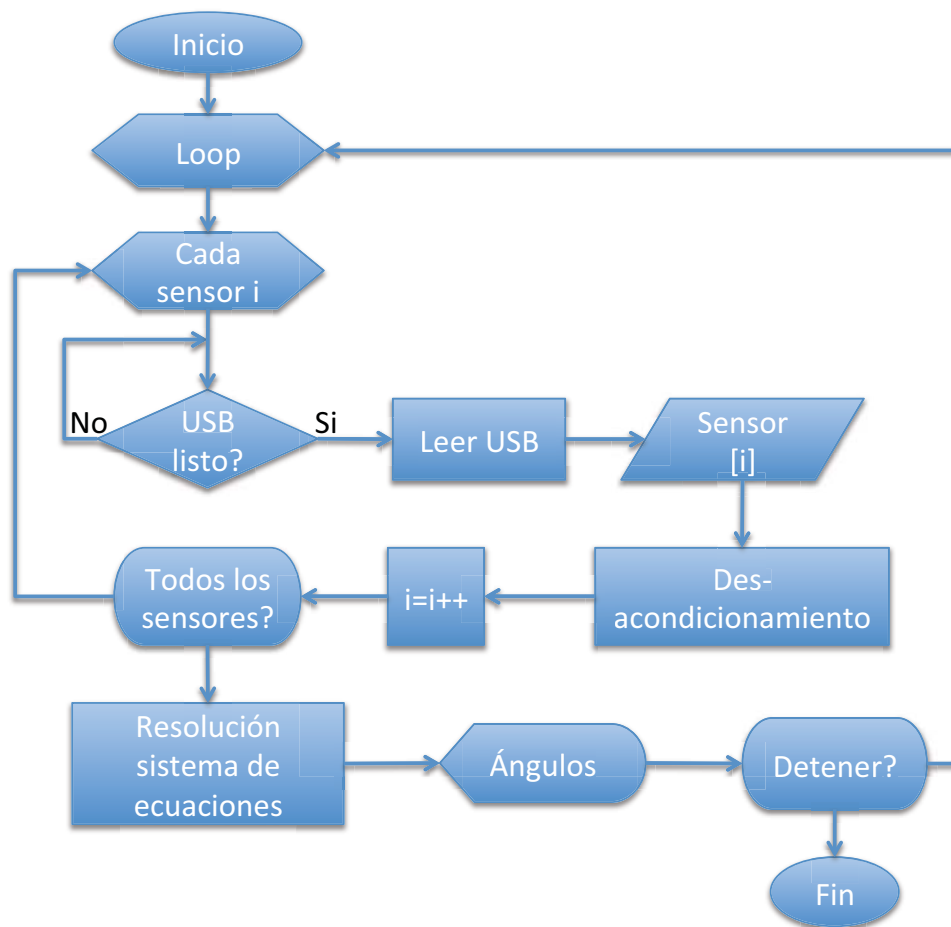 Inicio
Loop
Cada
sensor i
No
USB
listo?
Si
Leer USB
Sensor
[i]
Todos los
sensores?
i=i++
Des-
acondicionamiento
Resolución
sistema de
ecuaciones
Ángulos
Detener?
Fin